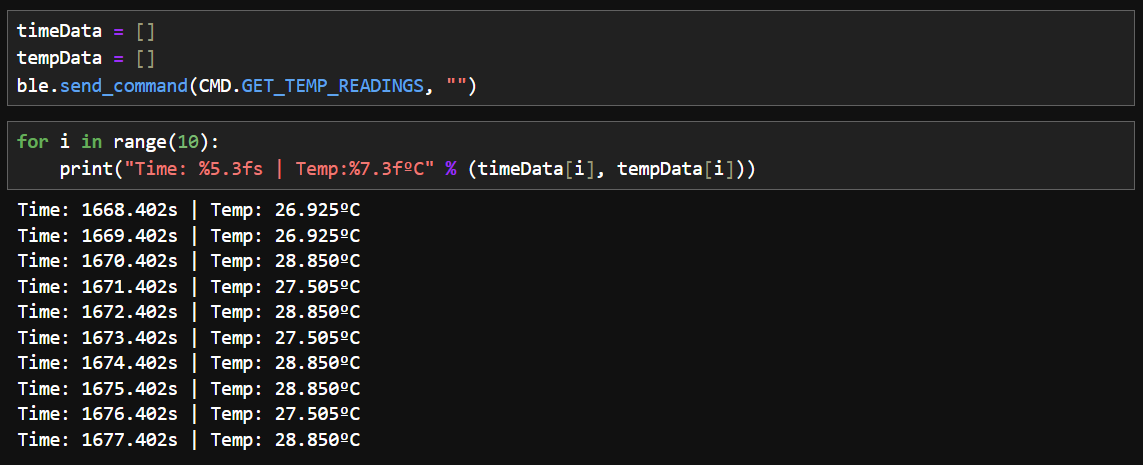 timeData = []
tempData = []
ble.send_command(CMD.GET_TEMP_READINGS, "")
for i in range(10):
    print("Time: %5.3fs | Temp:%7.3fºC" % (timeData[i], tempData[i]))
Time: 1668.402s | Temp: 26.925ºC
Time: 1669.402s | Temp: 26.925ºC
Time: 1670.402s | Temp: 28.850ºC
Time: 1671.402s | Temp: 27.505ºC
Time: 1672.402s | Temp: 28.850ºC
Time: 1673.402s | Temp: 27.505ºC
Time: 1674.402s | Temp: 28.850ºC
Time: 1675.402s | Temp: 28.850ºC
Time: 1676.402s | Temp: 27.505ºC
Time: 1677.402s | Temp: 28.850ºC